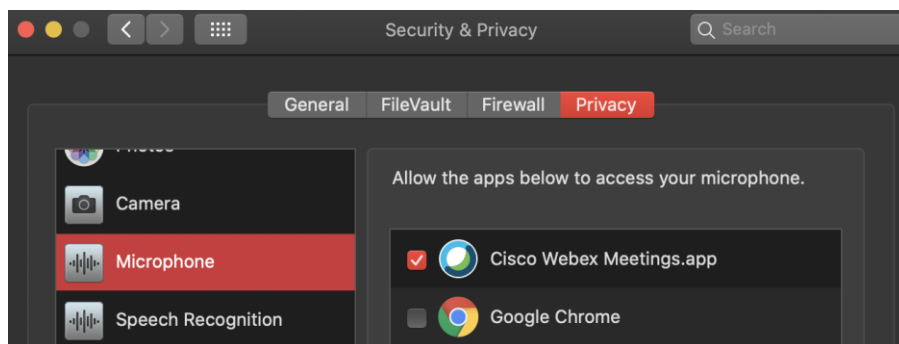 Security & Privacy
Search
General FileVault Firewall Privacy
Photos
Camera
Microphone
Speech Recognition
Allow the apps below to access your microphone.
Cisco Webex Meetings.app
Google Chrome